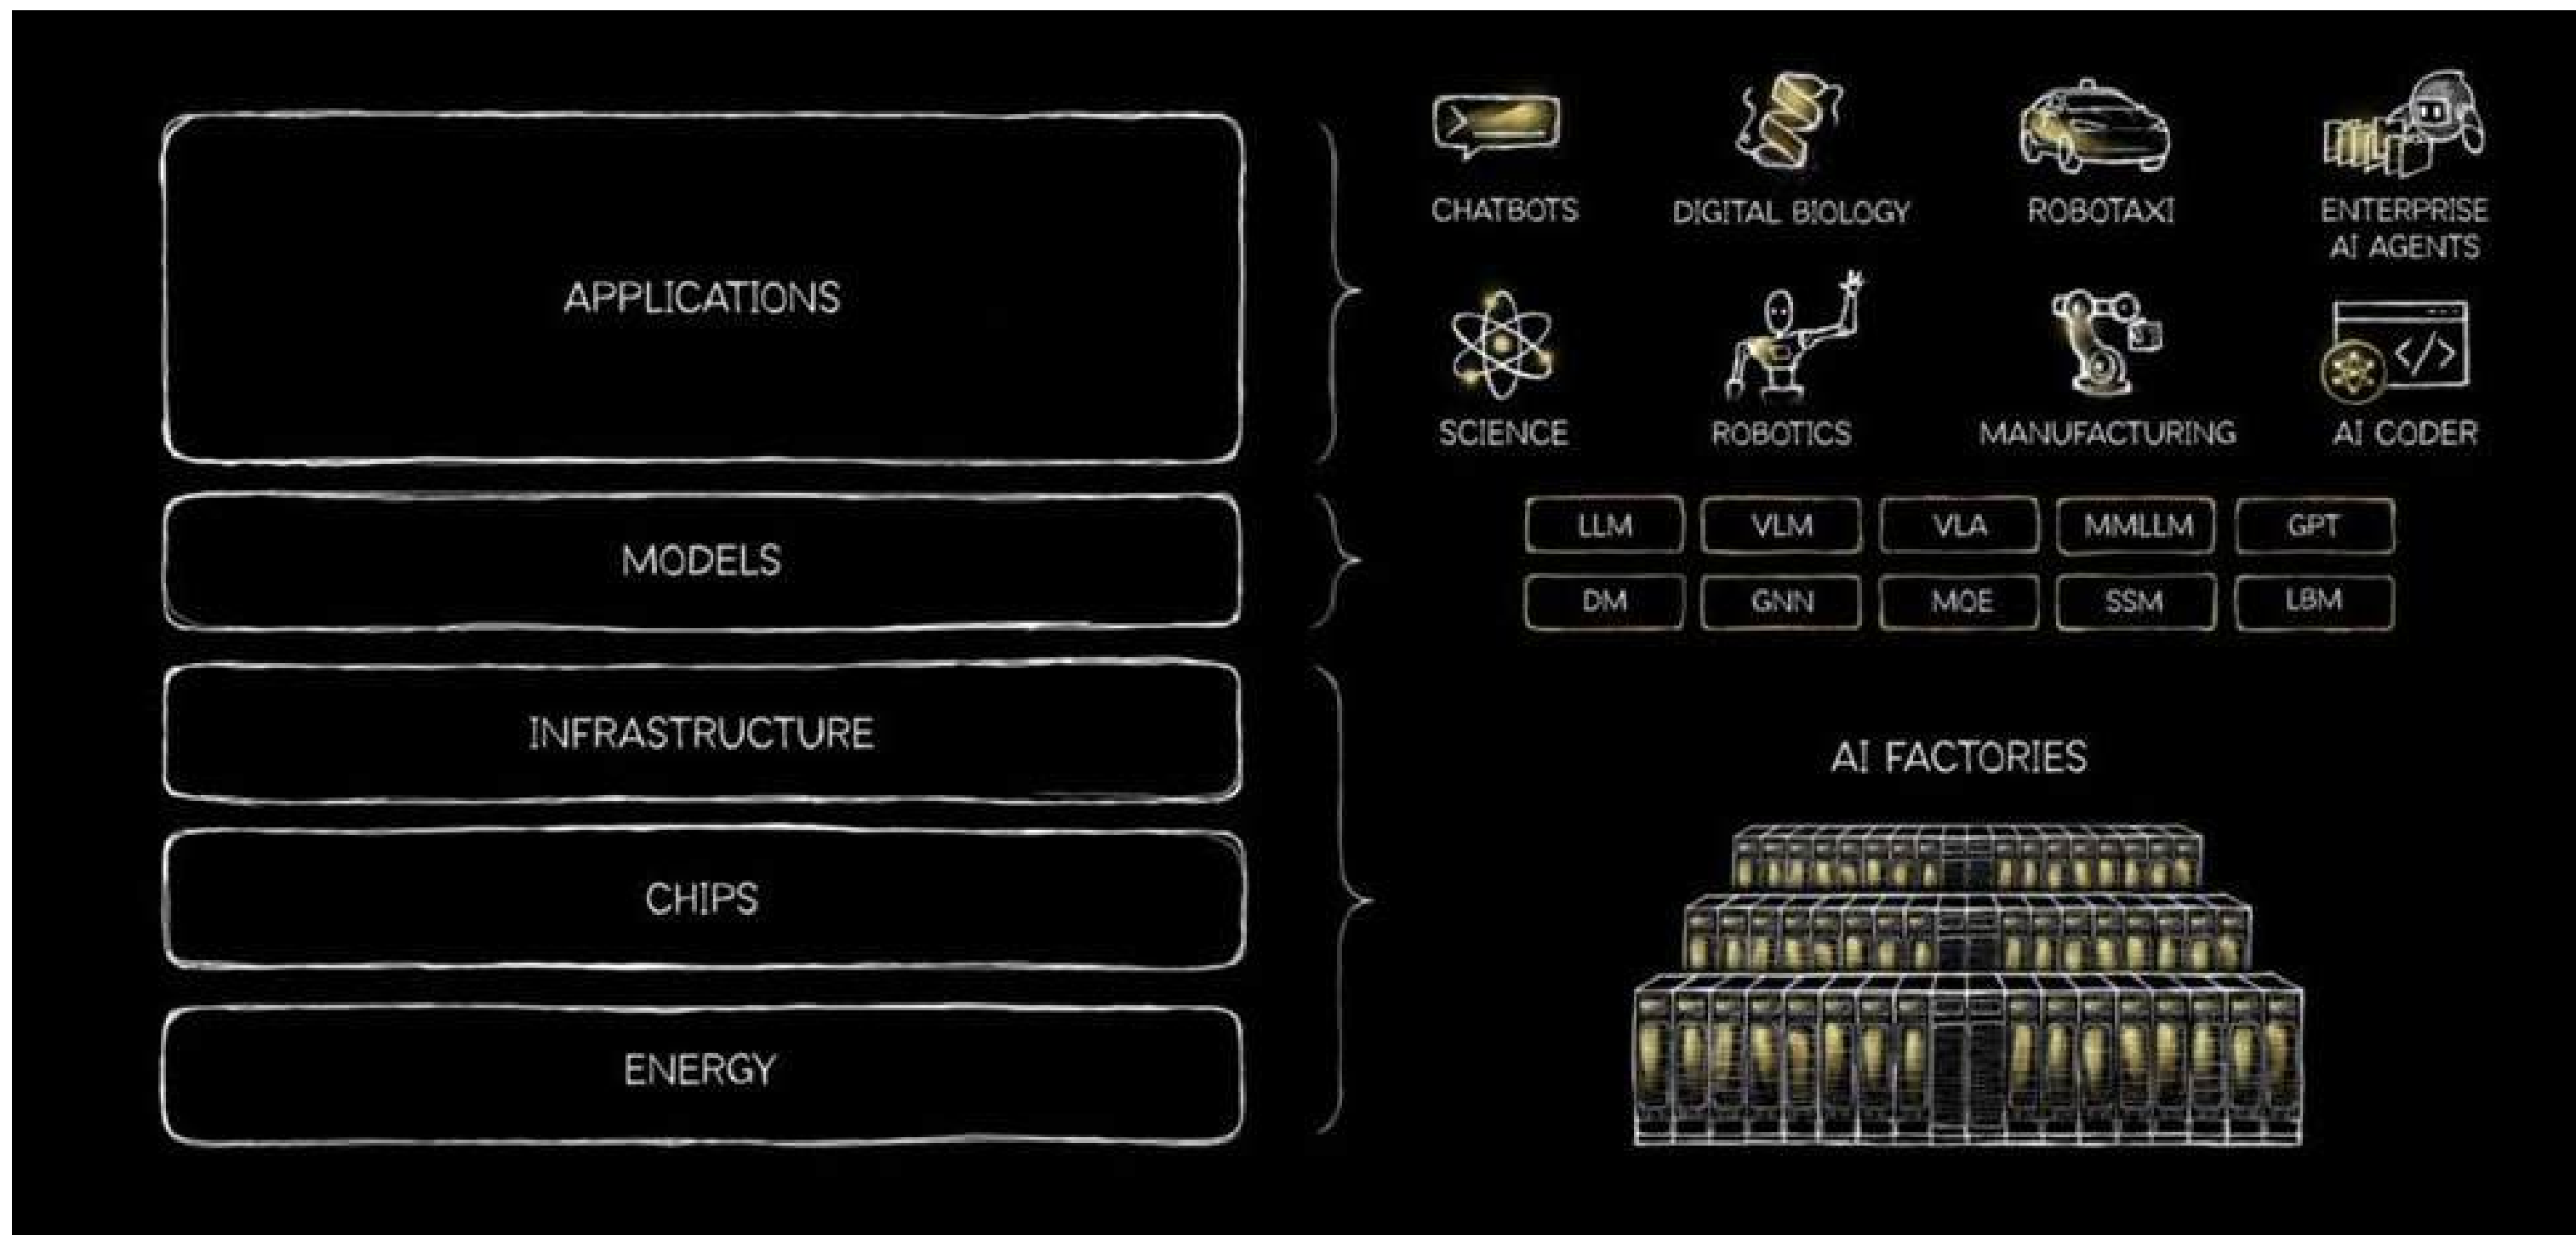 APPLICATIONS
CHATBOTS
DIGITAL BIOLOGY
ROBOTAXI
ENTERPRISE
AI AGENTS
SCIENCE
ROBOTICS
MANUFACTURING
AI CODER
MODELS
LLM
VLM
VLA
MMLLM
GPT
DM
GNN
MOE
SSM
LBM
INFRASTRUCTURE
CHIPS
ENERGY
AI FACTORIES